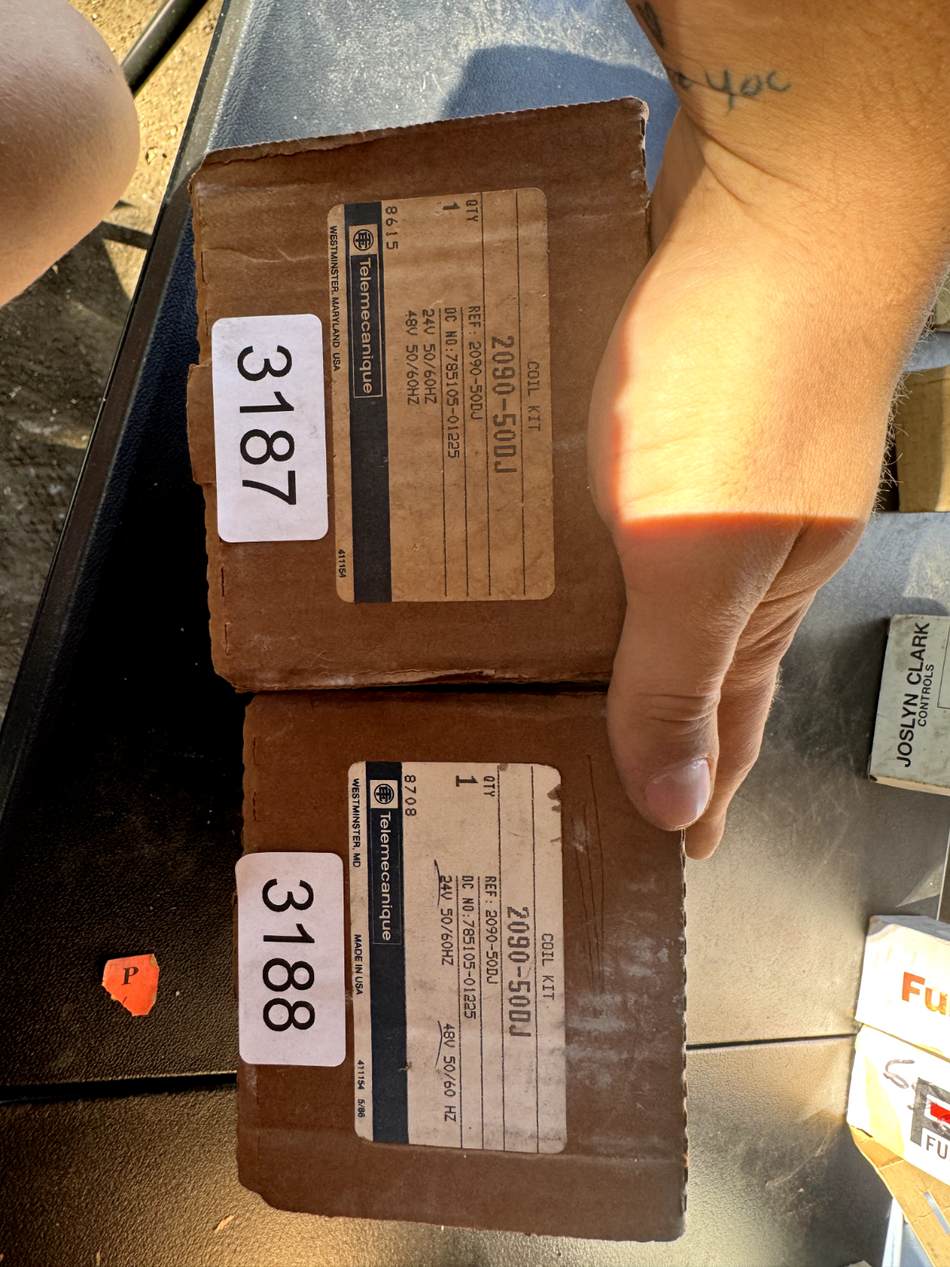 COIL KIT
2090-50DJ
QTY REF: 2090-50DJ
1 DC NO:785105-01225
24V 50/60HZ
48V 50/60HZ
8615
Telemecanique
WESTMINSTER, MARYLAND USA 411154
3187
COIL KIT
2090-50DJ
QTY REF: 2090-50DJ
1 DC NO:785105-01225
24V 50/60HZ 48V 50/60 HZ
8708
Telemecanique
WESTMINSTER, MD MADE IN USA 411154 5/86
3188
P
JOSLYN CLARK
CONTROLS
Fu
FU